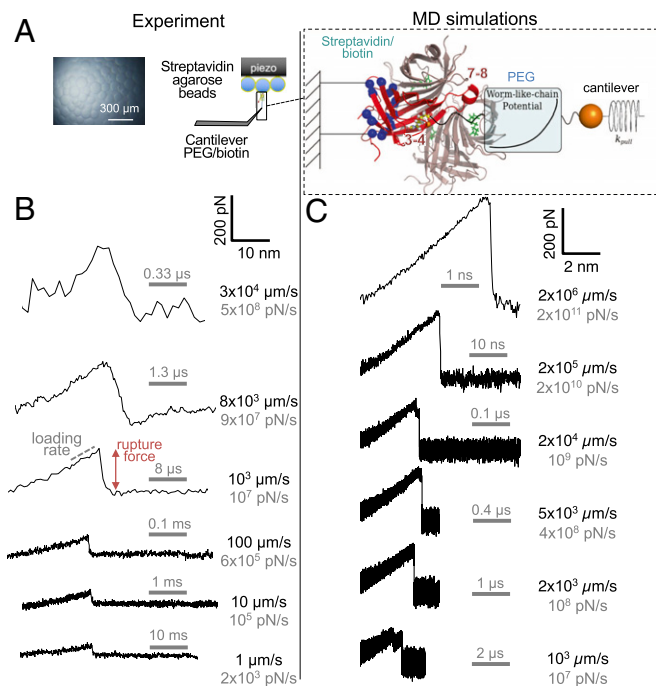 Experiment
MD simulations
A
Streptavidin
agarose
beads
piezo
300 µm
Cantilever
PEG/biotin
Streptavidin/
biotin
7-8
3-4
PEG
Worm-like-chain
Potential
cantilever
k_pull
B
200 pN
10 nm
0.33 µs
3x10⁴ µm/s
5x10⁸ pN/s
1.3 µs
8x10³ µm/s
9x10⁷ pN/s
loading
rate
rupture
force
8 µs
10³ µm/s
10⁷ pN/s
0.1 ms
100 µm/s
6x10⁵ pN/s
1 ms
10 µm/s
10⁵ pN/s
10 ms
1 µm/s
2x10³ pN/s
C
200 pN
2 nm
1 ns
2x10⁶ µm/s
2x10¹¹ pN/s
10 ns
2x10⁵ µm/s
2x10¹⁰ pN/s
0.1 µs
2x10⁴ µm/s
10⁹ pN/s
0.4 µs
5x10³ µm/s
4x10⁸ pN/s
1 µs
2x10³ µm/s
10⁸ pN/s
2 µs
10³ µm/s
10⁷ pN/s